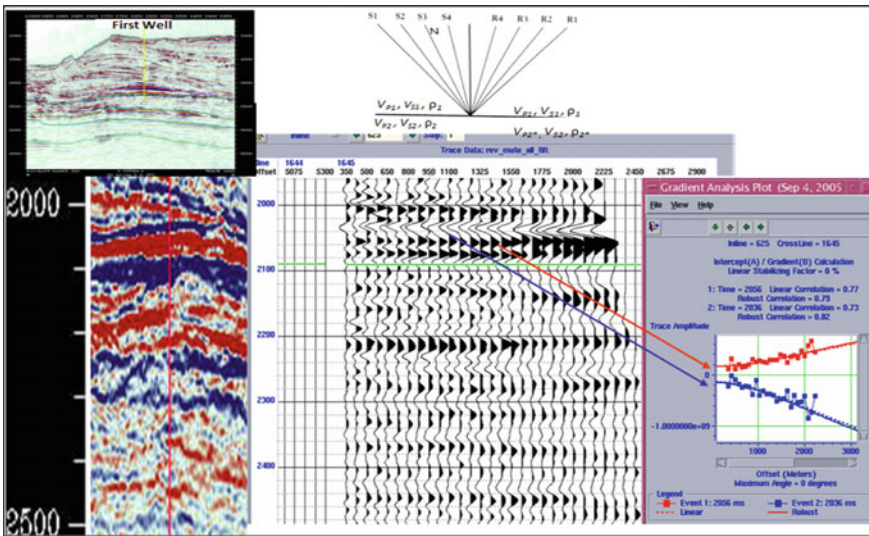 First Well
S1 S2 S3 S4 R4 R3 R2 R1
N
VP1, VS1, ρ1
VP2, VS2, ρ2
VP1, VS1, ρ1
VP2*, VS2, ρ2*
Inline 625 Step: 1
Trace Data: rev_mute_all_filt
Inline 1644 1645
Offset 5075 5300 350 500 650 800 950 1100 1325 1550 1775 2000 2225 2450 2675 2900
2000
2500
2000
2100
2200
2300
2400
Gradient Analysis Plot (Sep 4, 2005
File View Help
Inline = 625 CrossLine = 1645
Intercept(A) / Gradient(B) Calculation
Linear Stabilizing Factor = 0 %
1: Time = 2056 Linear Correlation = 0.77
Robust Correlation = 0.79
2: Time = 2036 Linear Correlation = 0.73
Robust Correlation = 0.82
Trace Amplitude
0
-1.0000000e+09
1000 2000 3000
Offset (Meters)
Maximum Angle = 0 degrees
Legend
Event 1: 2056 ms Event 2: 2036 ms
Linear Robust